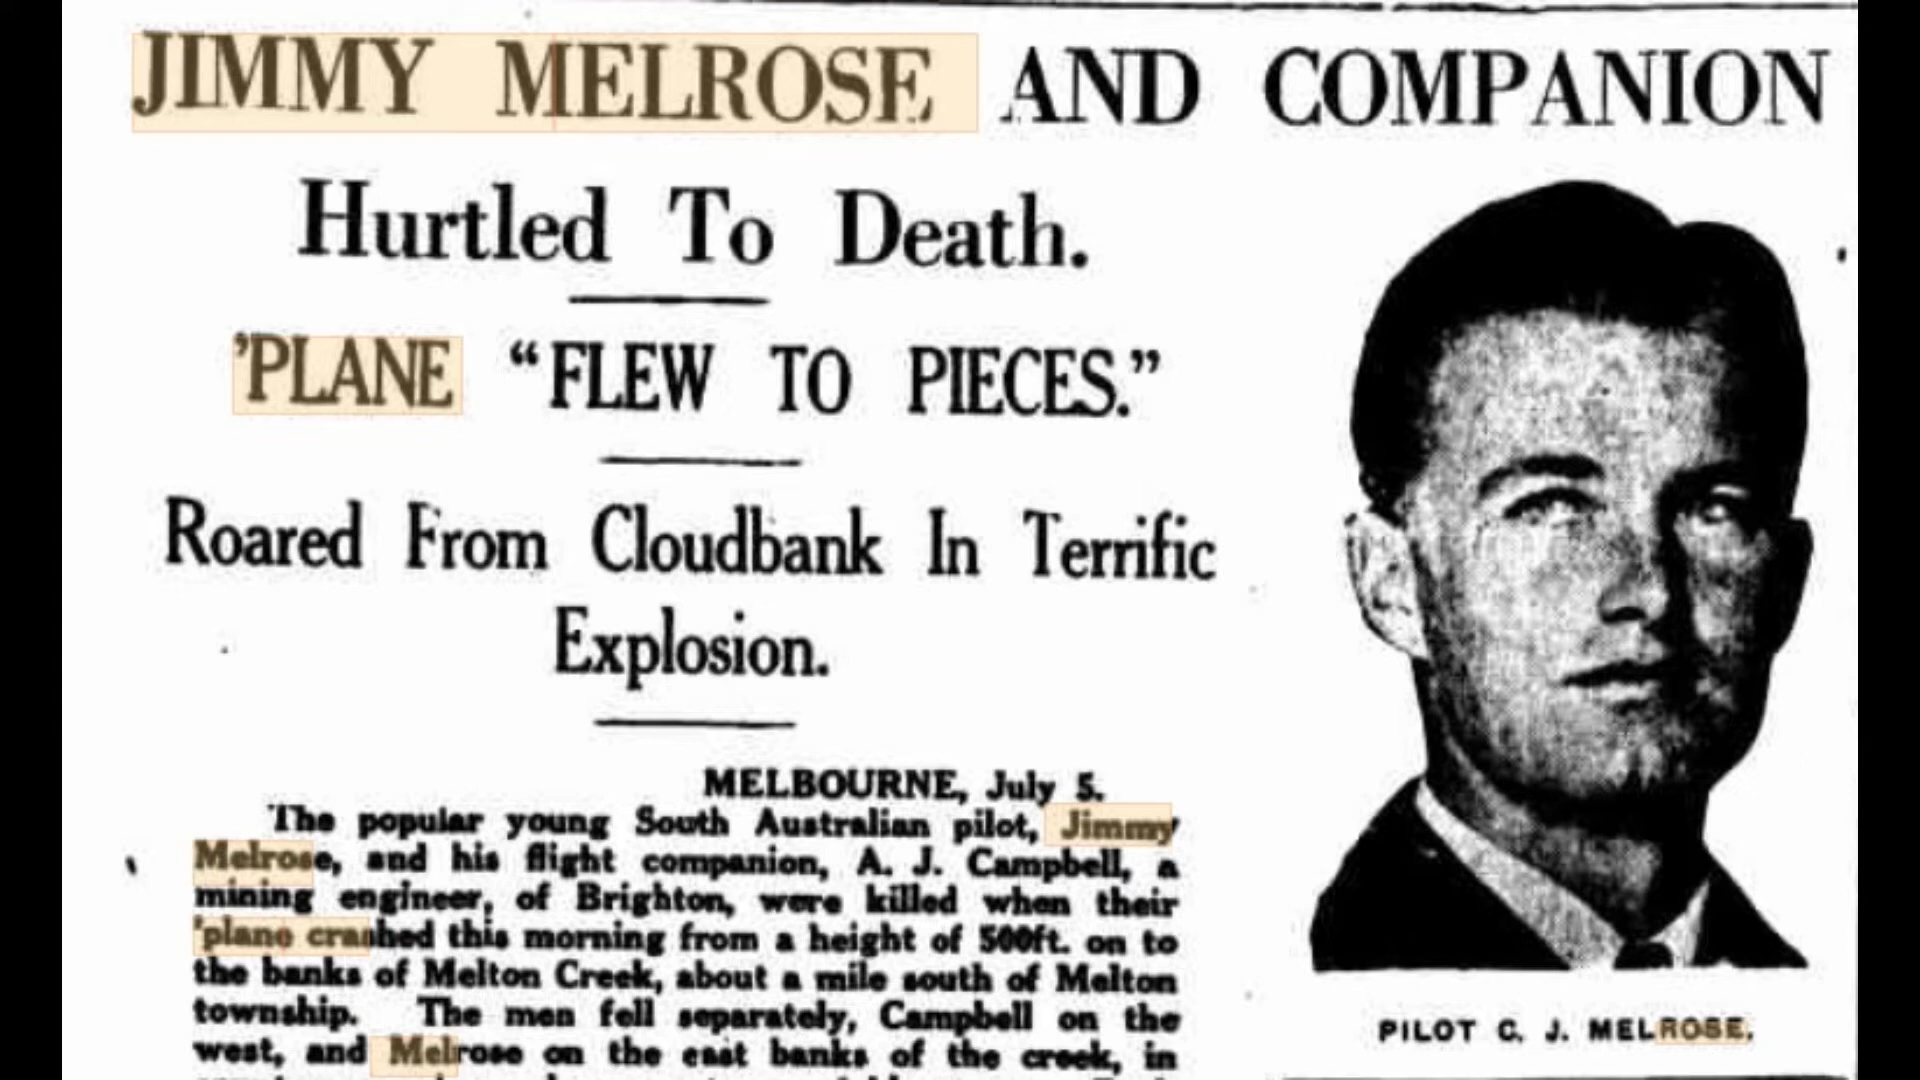 JIMMY MELROSE AND COMPANION
Hurtled To Death.
'PLANE "FLEW TO PIECES."
Roared From Cloudbank In Terrific
Explosion.
MELBOURNE, July 5.
The popular young South Australian pilot, Jimmy
Melrose, and his flight companion, A. J. Campbell, a
mining engineer, of Brighton, were killed when their
'plane crashed this morning from a height of 500ft. on to
the banks of Melton Creek, about a mile south of Melton
township. The men fell separately, Campbell on the
west, and Melrose on the east banks of the creek, in
PILOT C. J. MELROSE.